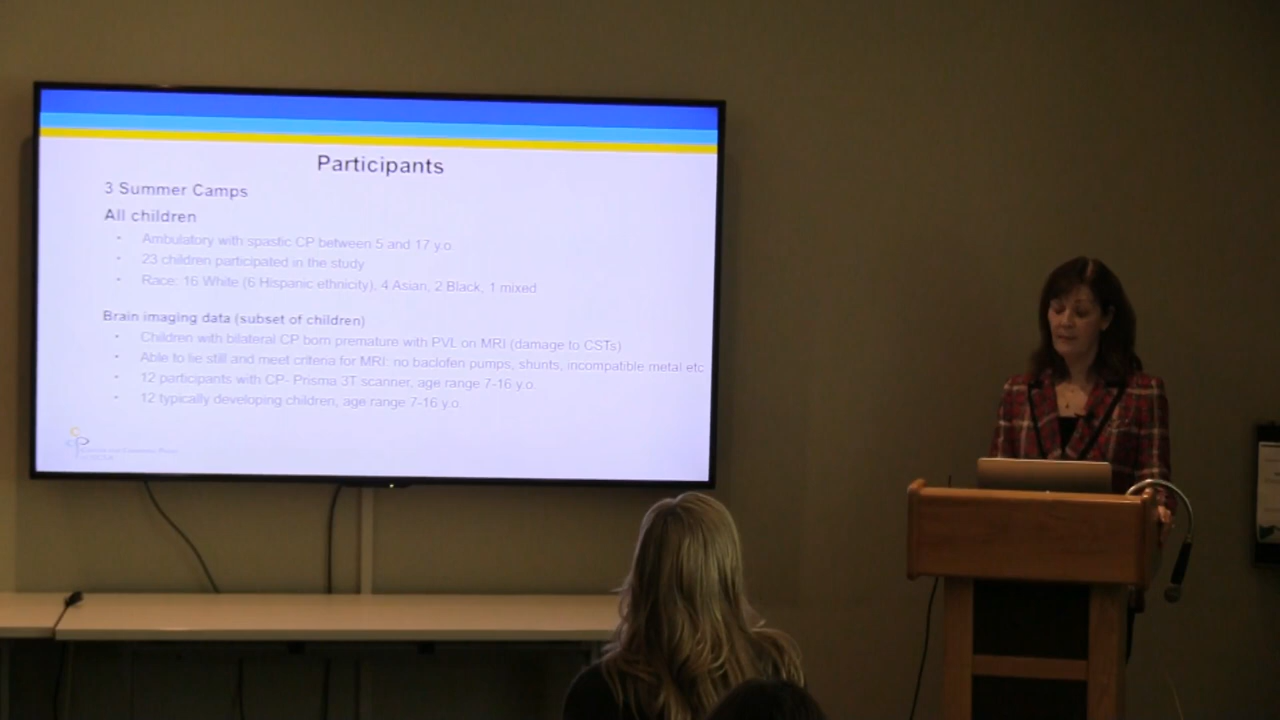 Participants
3 Summer Camps
All children
• Ambulatory with spastic CP between 5 and 17 y.o.
• 23 children participated in the study
• Race: 16 White (6 Hispanic ethnicity), 4 Asian, 2 Black, 1 mixed
Brain imaging data (subset of children)
• Children with bilateral CP born premature with PVL on MRI (damage to CSTs)
• Able to lie still and meet criteria for MRI: no baclofen pumps, shunts, incompatible metal etc
• 12 participants with CP- Prisma 3T scanner, age range 7-16 y.o.
• 12 typically developing children, age range 7-16 y.o
cp